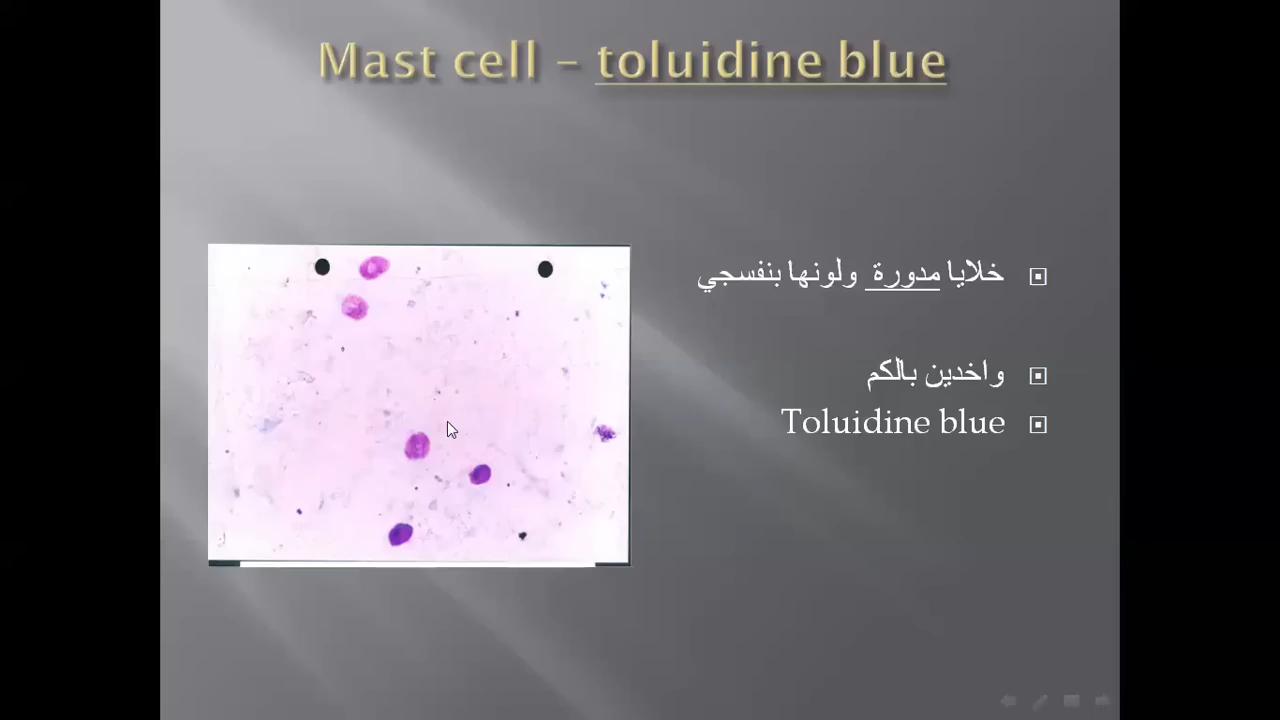 Mast cell – toluidine blue
خلايا مدورة ولونها بنفسجي
واخدين بالكم
Toluidine blue